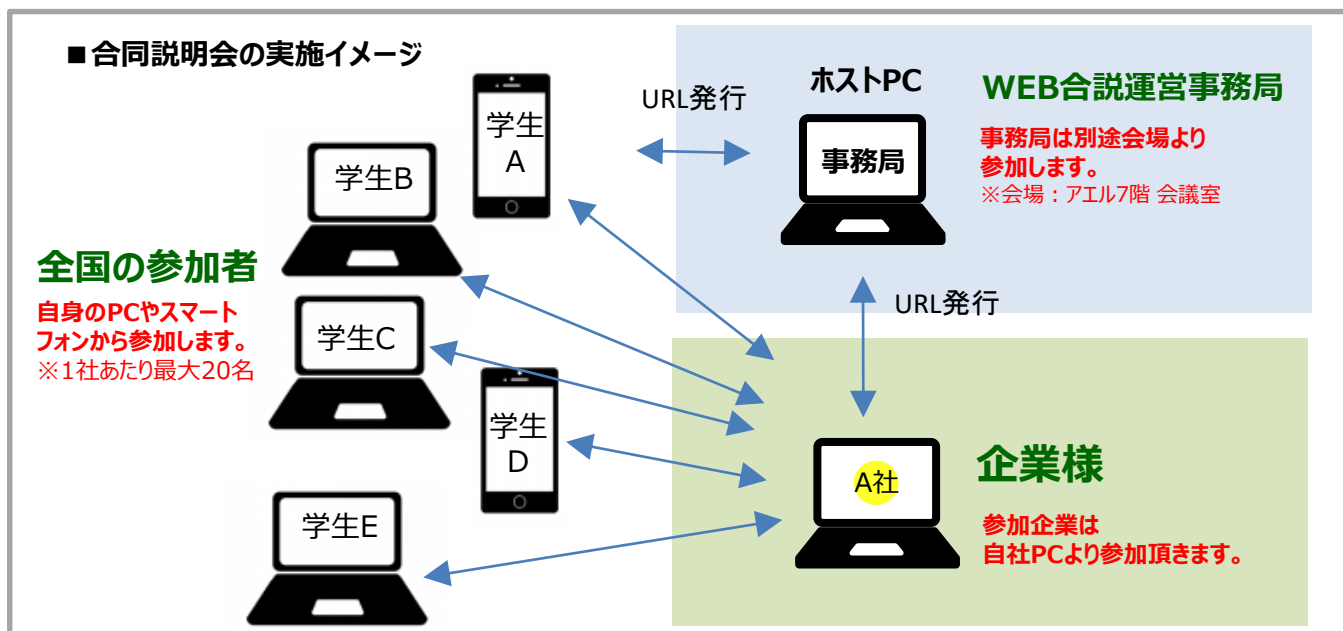 ■合同説明会の実施イメージ
学生
A
学生B
全国の参加者
自身のPCやスマート
フォンから参加します。
※1社あたり最大20名
学生C
学生
D
学生E
URL発行
ホストPC
事務局
WEB合説運営事務局
事務局は別途会場より
参加します。
※会場：アエル7階 会議室
URL発行
A社
企業様
参加企業は
自社PCより参加頂きます。